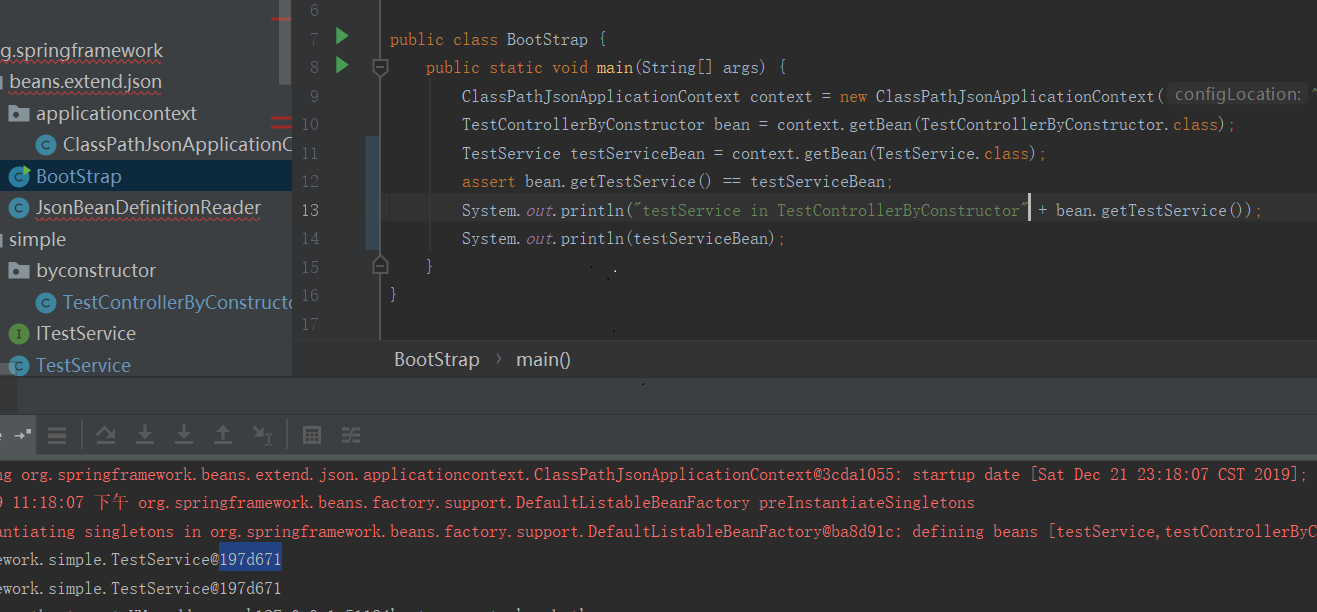 g.springframework
beans.extend.json
applicationcontext
ClassPathJsonApplicationC
BootStrap
JsonBeanDefinitionReader
simple
byconstructor
TestControllerByConstructo
ITestService
TestService
6
7 public class BootStrap {
8 public static void main(String[] args) {
9 ClassPathJsonApplicationContext context = new ClassPathJsonApplicationContext( configLocation: "
10 TestControllerByConstructor bean = context.getBean(TestControllerByConstructor.class);
11 TestService testServiceBean = context.getBean(TestService.class);
12 assert bean.getTestService() == testServiceBean;
13 System.out.println("testService in TestControllerByConstructor" + bean.getTestService());
14 System.out.println(testServiceBean);
15 }
16 }
17
BootStrap › main()
ng org.springframework.beans.extend.json.applicationcontext.ClassPathJsonApplicationContext@3cda1055: startup date [Sat Dec 21 23:18:07 CST 2019];
9 11:18:07 下午 org.springframework.beans.factory.support.DefaultListableBeanFactory preInstantiateSingletons
antiating singletons in org.springframework.beans.factory.support.DefaultListableBeanFactory@ba8d91c: defining beans [testService,testControllerByC
ework.simple.TestService@197d671
ework.simple.TestService@197d671